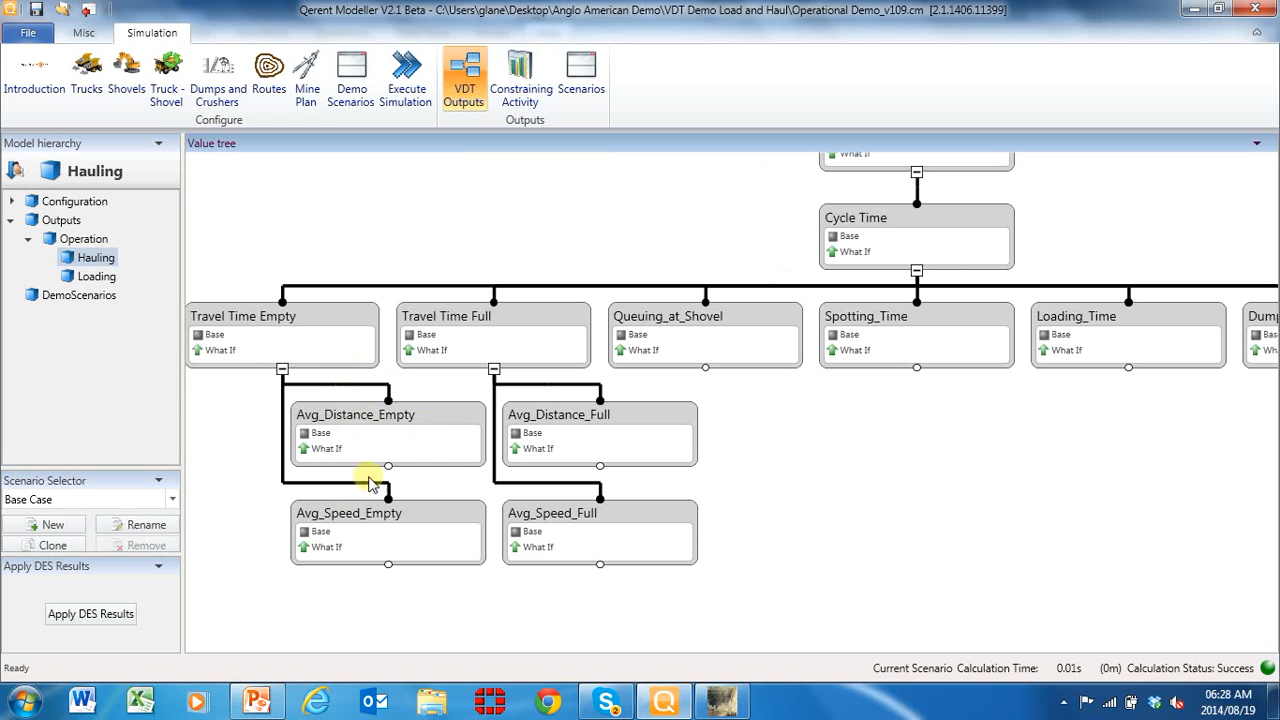 Qerent Modeller V2.1 Beta - C:\Users\glane\Desktop\Anglo American Demo\VDT Demo Load and Haul\Operational Demo_v109.cm [2.1.1406.11399]
File
Misc
Simulation
Introduction
Trucks
Shovels
Truck -
Shovel
Dumps and
Crushers
Routes
Mine
Plan
Demo
Scenarios
Execute
Simulation
VDT
Outputs
Constraining
Activity
Scenarios
Configure
Outputs
Model hierarchy
Value tree
Hauling
Configuration
Outputs
Operation
Hauling
Loading
DemoScenarios
What If
Cycle Time
Base
What If
Travel Time Empty
Base
What If
Travel Time Full
Base
What If
Queuing_at_Shovel
Base
What If
Spotting_Time
Base
What If
Loading_Time
Base
What If
Dum
Ba
Wh
Avg_Distance_Empty
Base
What If
Avg_Distance_Full
Base
What If
Avg_Speed_Empty
Base
What If
Avg_Speed_Full
Base
What If
Scenario Selector
Base Case
New
Rename
Clone
Remove
Apply DES Results
Apply DES Results
Ready
Current Scenario Calculation Time: 0.01s (0m) Calculation Status: Success
06:28 AM
2014/08/19